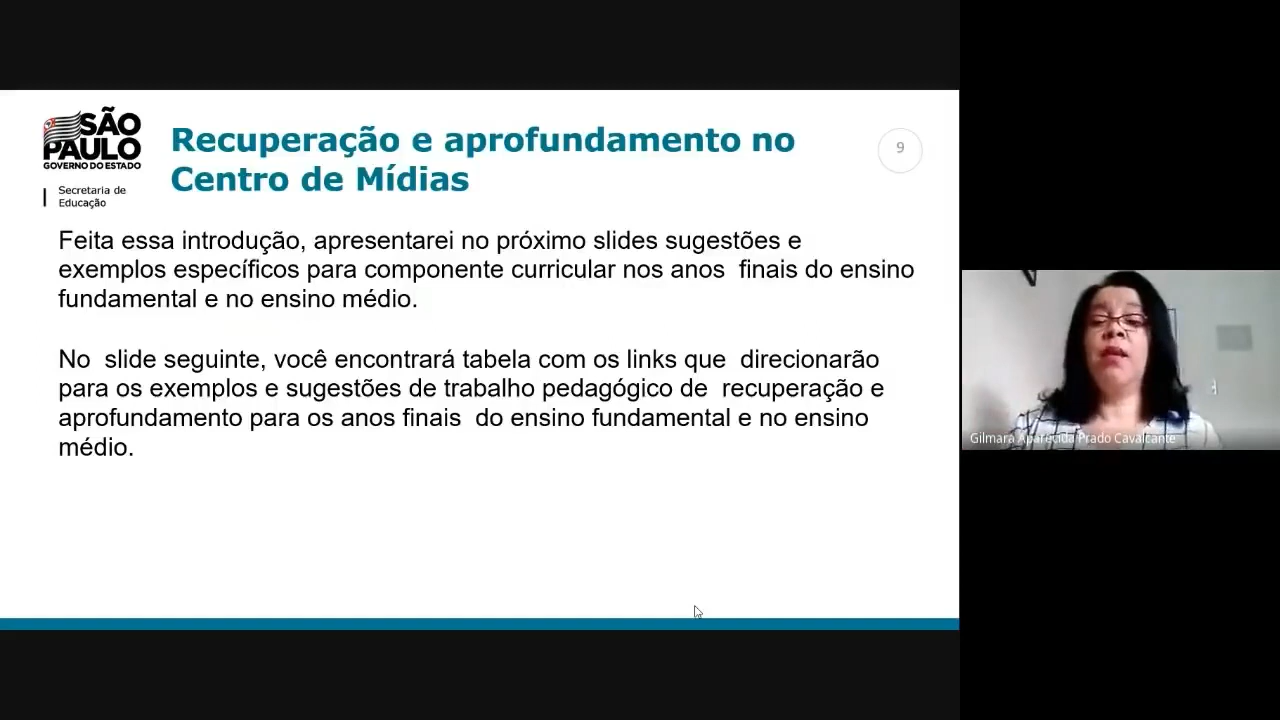 SÃO
PAULO
GOVERNO DO ESTADO
Secretaria de
Educação
Recuperação e aprofundamento no
Centro de Mídias
9
Feita essa introdução, apresentarei no próximo slides sugestões e
exemplos específicos para componente curricular nos anos  finais do ensino
fundamental e no ensino médio.
No  slide seguinte, você encontrará tabela com os links que  direcionarão
para os exemplos e sugestões de trabalho pedagógico de  recuperação e
aprofundamento para os anos finais  do ensino fundamental e no ensino
médio.
Gilmara Aparecida Prado Cavalcante